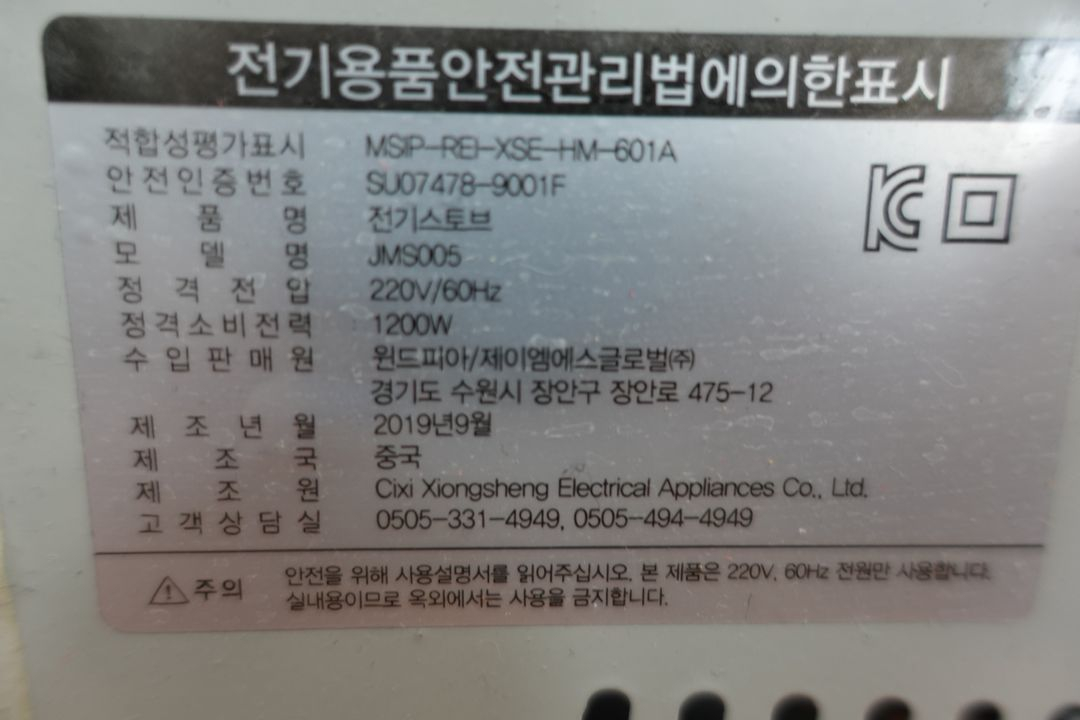 전기용품안전관리법에의한표시
적합성평가표시 MSIP-REI-XSE-HM-601A
안전인증번호 SU07478-9001F
제품명 전기스토브
모델명 JMS005
정격전압 220V/60Hz
정격소비전력 1200W
수입판매원 윈드피아/제이엠에스글로벌(주)
경기도 수원시 장안구 장안로 475-12
제조년월 2019년9월
제조국 중국
제조원 Cixi Xiongsheng Electrical Appliances Co., Ltd.
고객상담실 0505-331-4949, 0505-494-4949
주의 안전을 위해 사용설명서를 읽어주십시오. 본 제품은 220V, 60Hz 전원만 사용합니다.
실내용이므로 옥외에서는 사용을 금지합니다.